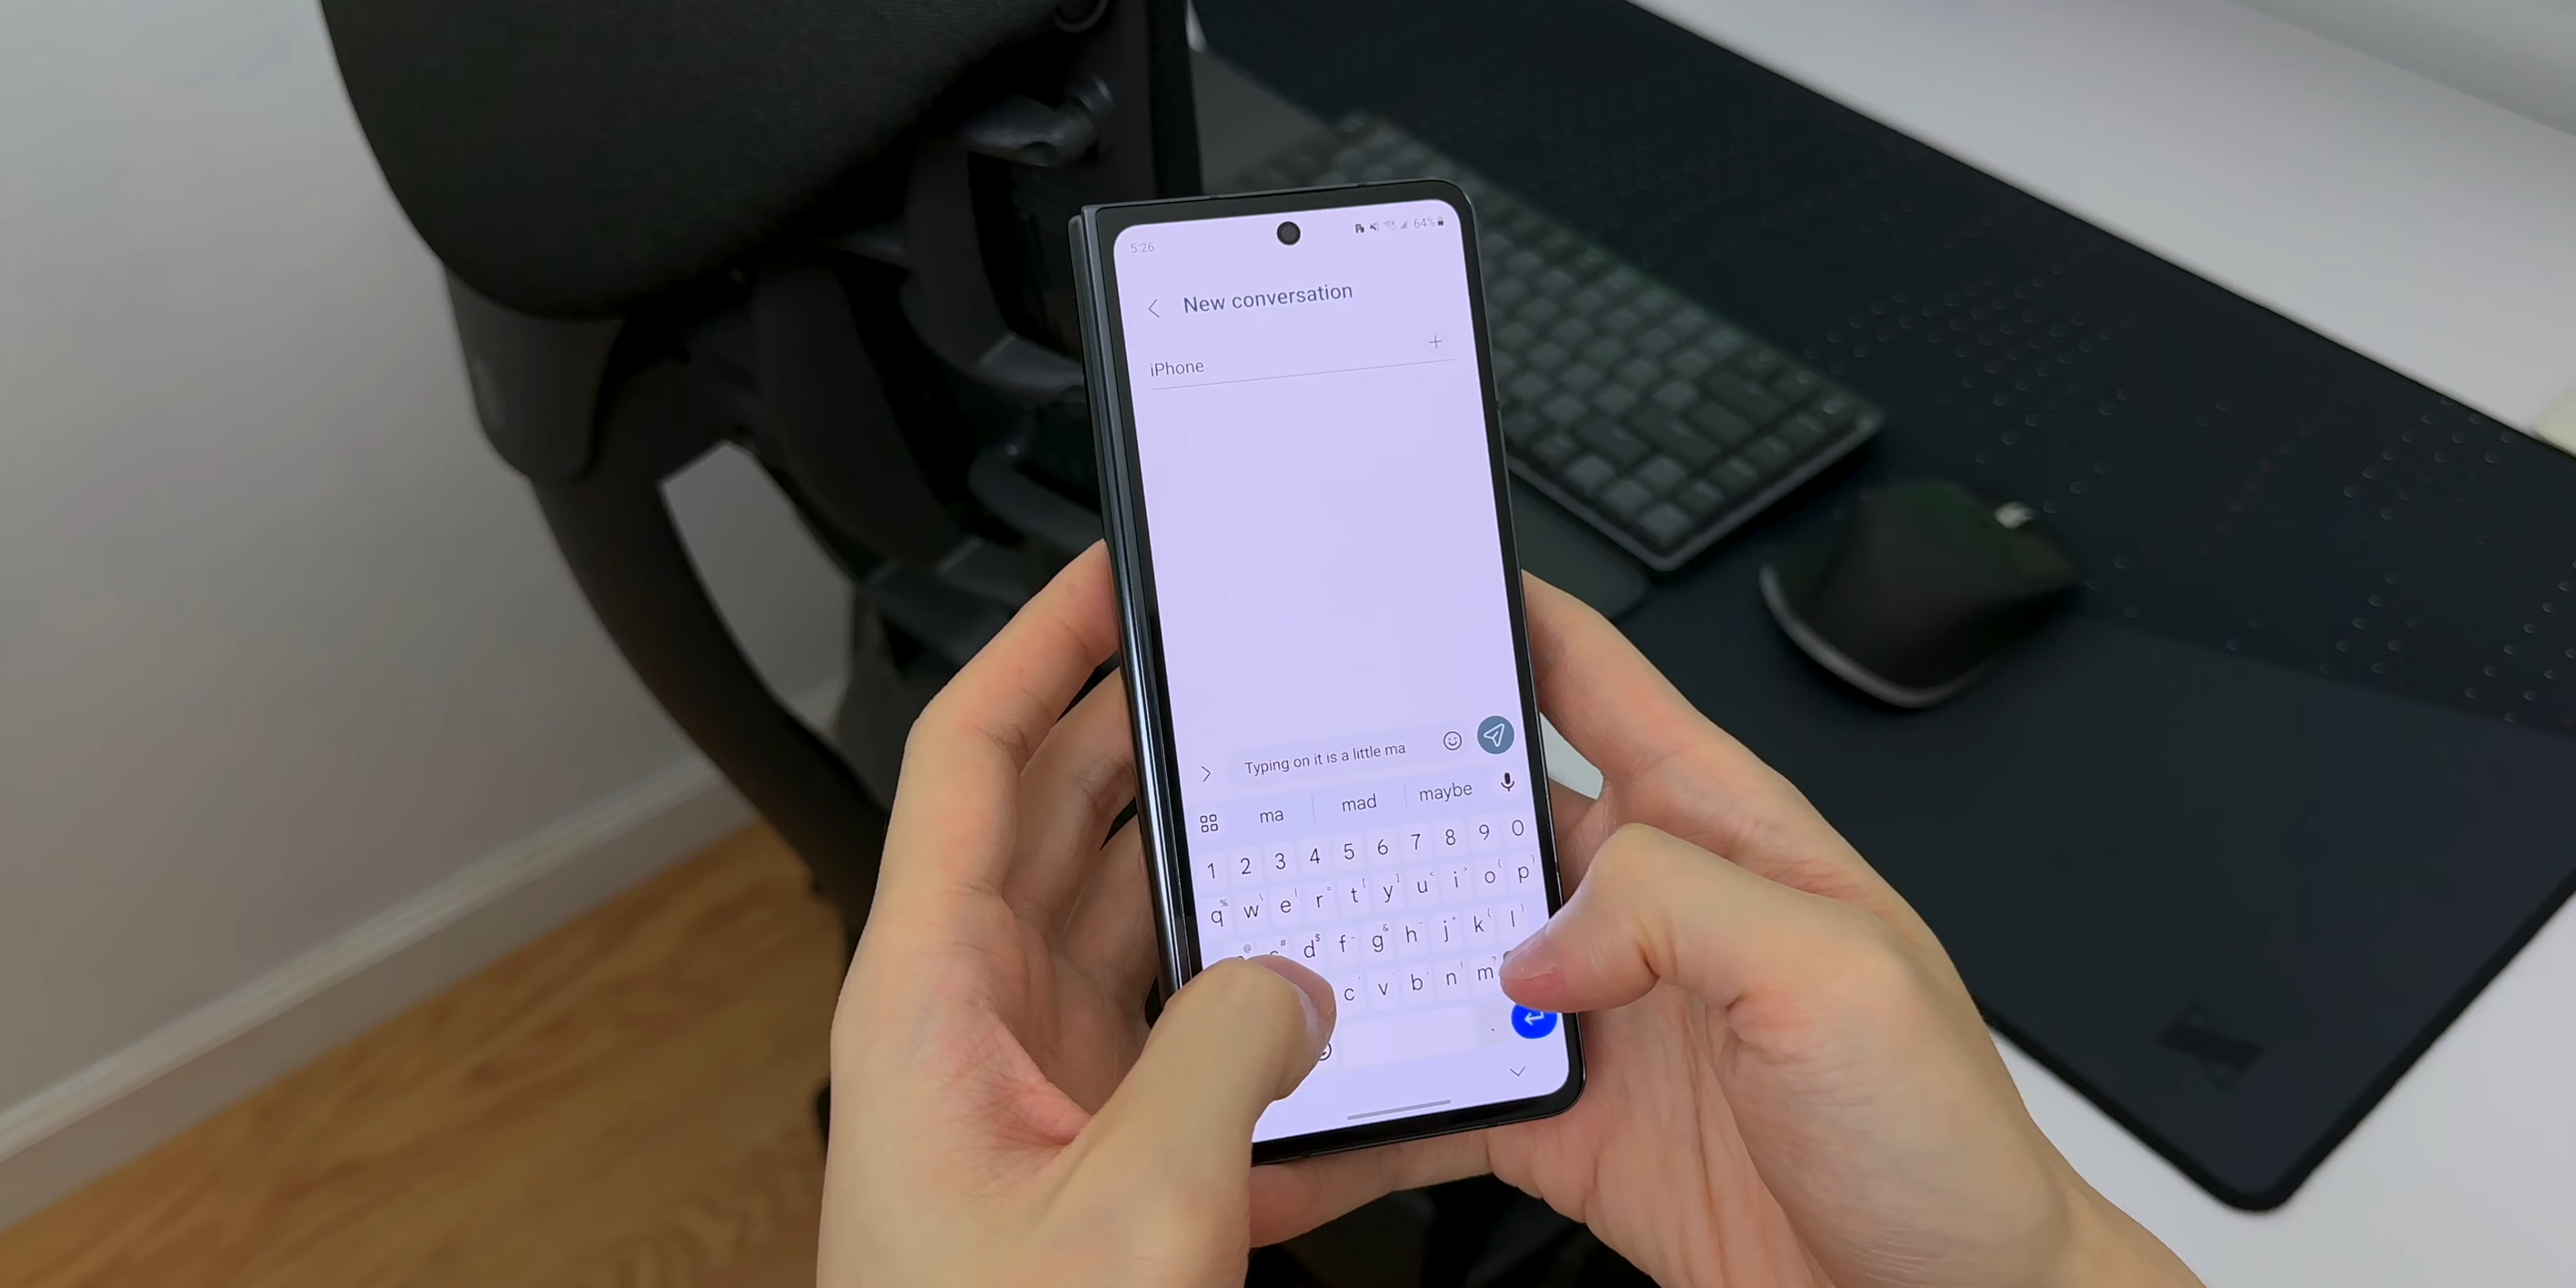 5:26
64%
New conversation
iPhone
Typing on it is a little ma
ma mad maybe
1 2 3 4 5 6 7 8 9 0
q w e r t y u i o p
d f g h j k l
c v b n m